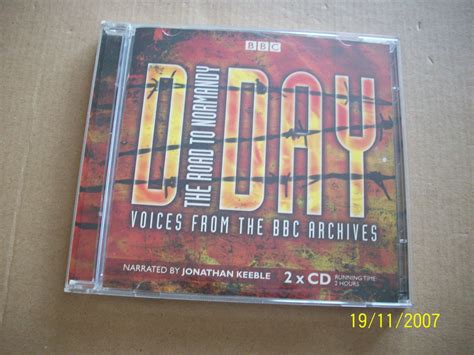 BBC
D-DAY
THE ROAD TO NORMANDY
VOICES FROM THE BBC ARCHIVES
NARRATED BY JONATHAN KEEBLE
2 x CD
RUNNING TIME:
2 HOURS
19/11/2007